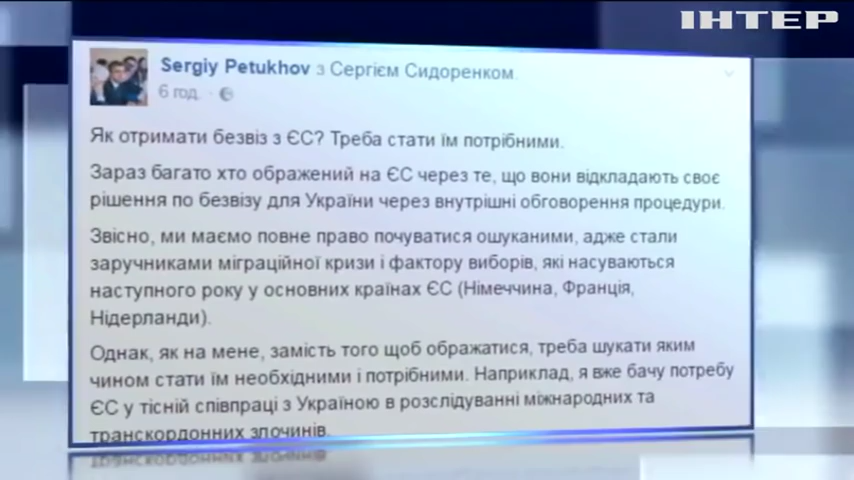 ІНТЕР
Sergiy Petukhov з Сергієм Сидоренком.
6 год. ·
Як отримати безвіз з ЄС? Треба стати їм потрібними.
Зараз багато хто ображений на ЄС через те, що вони відкладають своє
рішення по безвізу для України через внутрішні обговорення процедури.
Звісно, ми маємо повне право почуватися ошуканими, адже стали
заручниками міграційної кризи і фактору виборів, які насуваються
наступного року у основних країнах ЄС (Німеччина, Франція,
Нідерланди).
Однак, як на мене, замість того щоб ображатися, треба шукати яким
чином стати їм необхідними і потрібними. Наприклад, я вже бачу потребу
ЄС у тісній співпраці з Україною в розслідуванні міжнародних та
транскордонних злочинів.